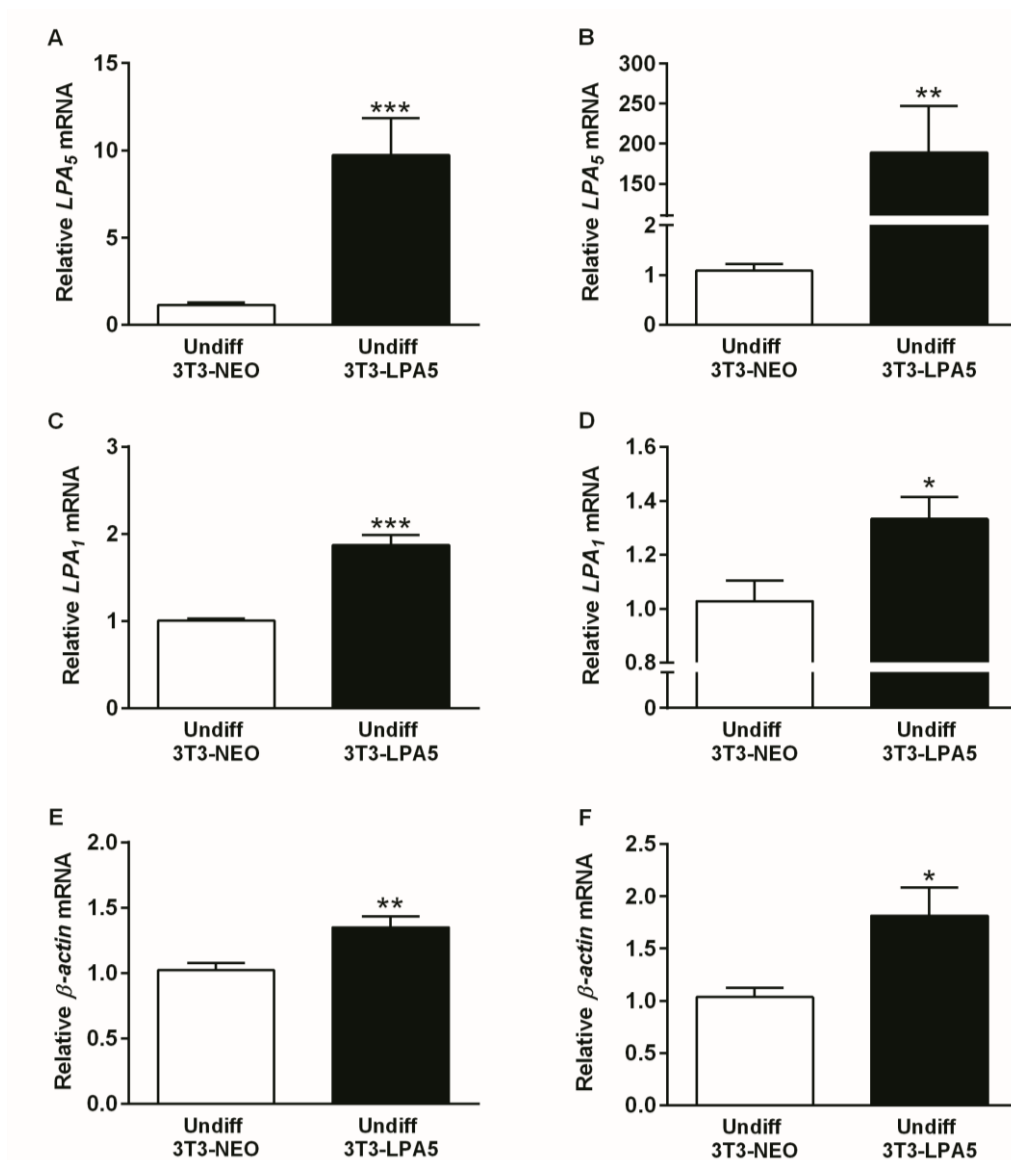 A
Relative LPA5 mRNA
15
10
5
0
***
Undiff
3T3-NEO
Undiff
3T3-LPA5
B
Relative LPA5 mRNA
300
250
200
150
2
1
0
**
Undiff
3T3-NEO
Undiff
3T3-LPA5
C
Relative LPA1 mRNA
3
2
1
0
***
Undiff
3T3-NEO
Undiff
3T3-LPA5
D
Relative LPA1 mRNA
1.6
1.4
1.2
1.0
0.8
0
*
Undiff
3T3-NEO
Undiff
3T3-LPA5
E
Relative β-actin mRNA
2.0
1.5
1.0
0.5
0.0
**
Undiff
3T3-NEO
Undiff
3T3-LPA5
F
Relative β-actin mRNA
2.5
2.0
1.5
1.0
0.5
0.0
*
Undiff
3T3-NEO
Undiff
3T3-LPA5